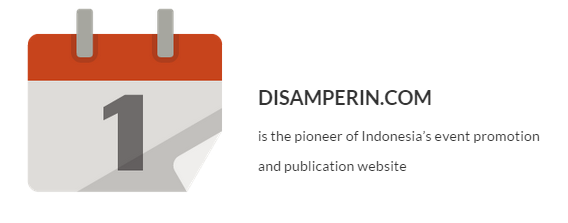 1
DISAMPERIN.COM
is the pioneer of Indonesia's event promotion
and publication website